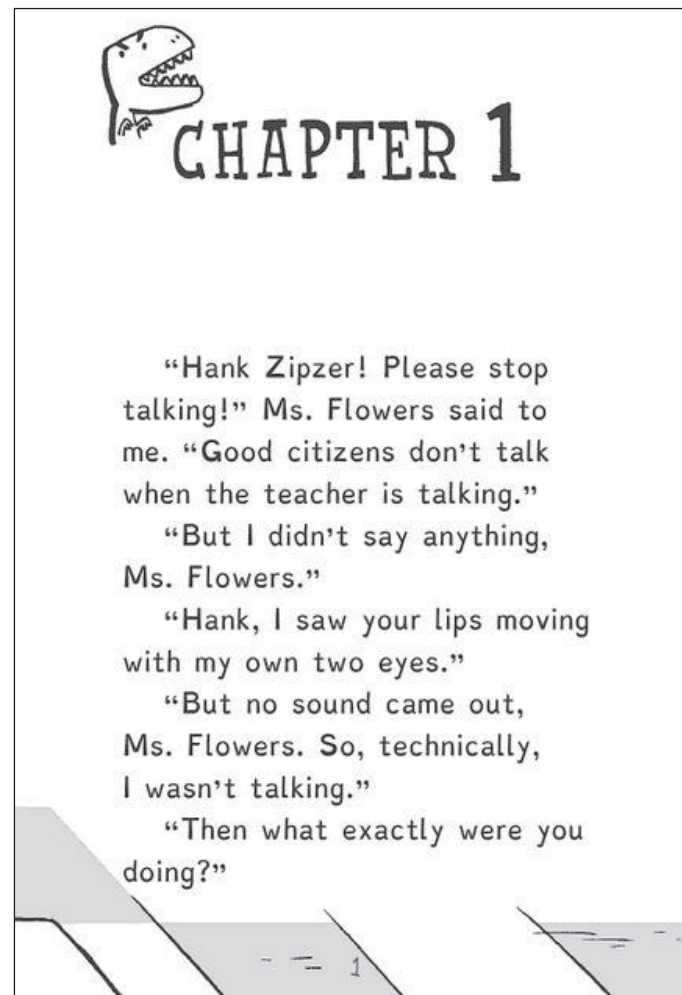 CHAPTER 1
“Hank Zipzer! Please stop
talking!” Ms. Flowers said to
me. “Good citizens don’t talk
when the teacher is talking.”
“But I didn’t say anything,
Ms. Flowers.”
“Hank, I saw your lips moving
with my own two eyes.”
“But no sound came out,
Ms. Flowers. So, technically,
I wasn’t talking.”
“Then what exactly were you
doing?”
1